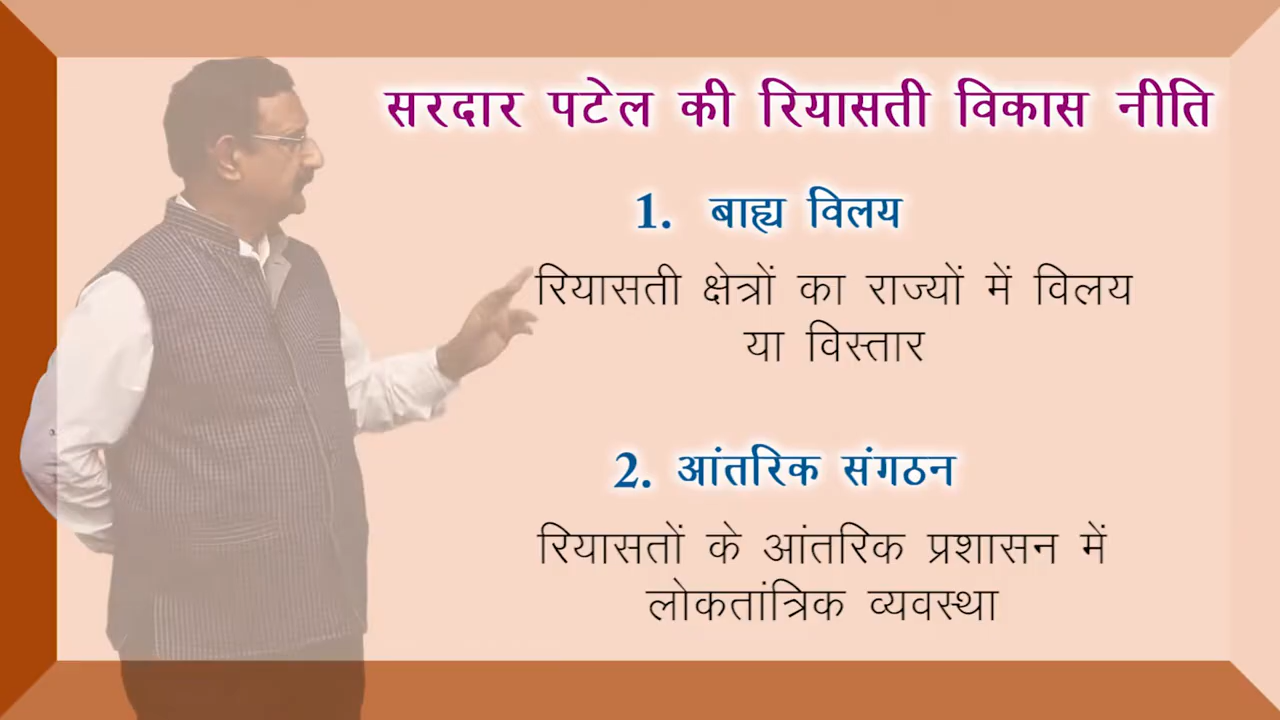 सरदार पटेल की रियासती विकास नीति
1. बाह्य विलय
रियासती क्षेत्रों का राज्यों में विलय
या विस्तार
2. आंतरिक संगठन
रियासतों के आंतरिक प्रशासन में
लोकतांत्रिक व्यवस्था